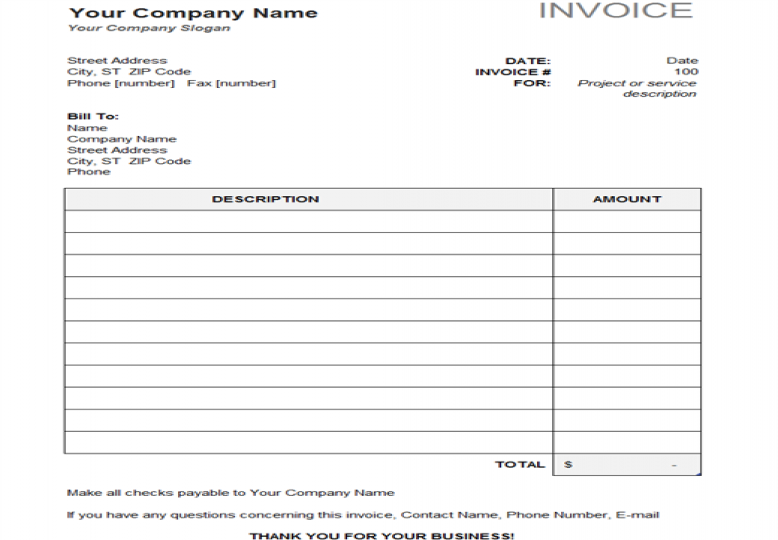 Your Company Name
INVOICE
Your Company Slogan
Street Address
DATE: Date
City, ST ZIP Code
INVOICE # 100
Phone [number] Fax [number]
FOR: Project or service
description
Bill To:
Name
Company Name
Street Address
City, ST ZIP Code
Phone
DESCRIPTION AMOUNT
TOTAL $ -
Make all checks payable to Your Company Name
If you have any questions concerning this invoice, Contact Name, Phone Number, E-mail
THANK YOU FOR YOUR BUSINESS!